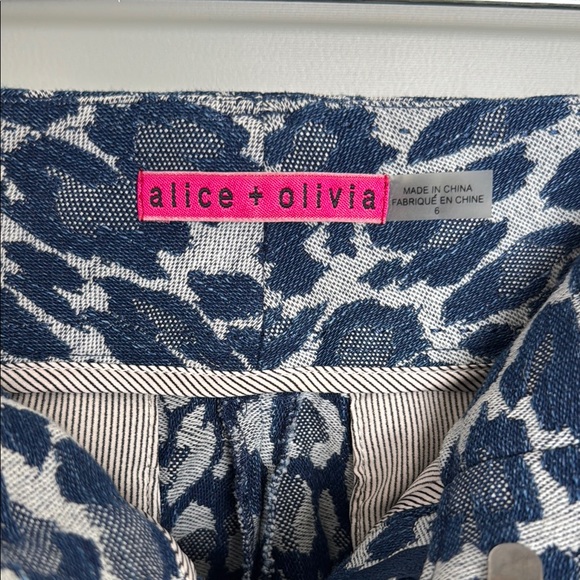 alice + olivia
MADE IN CHINA
FABRIQUÉ EN CHINE
6